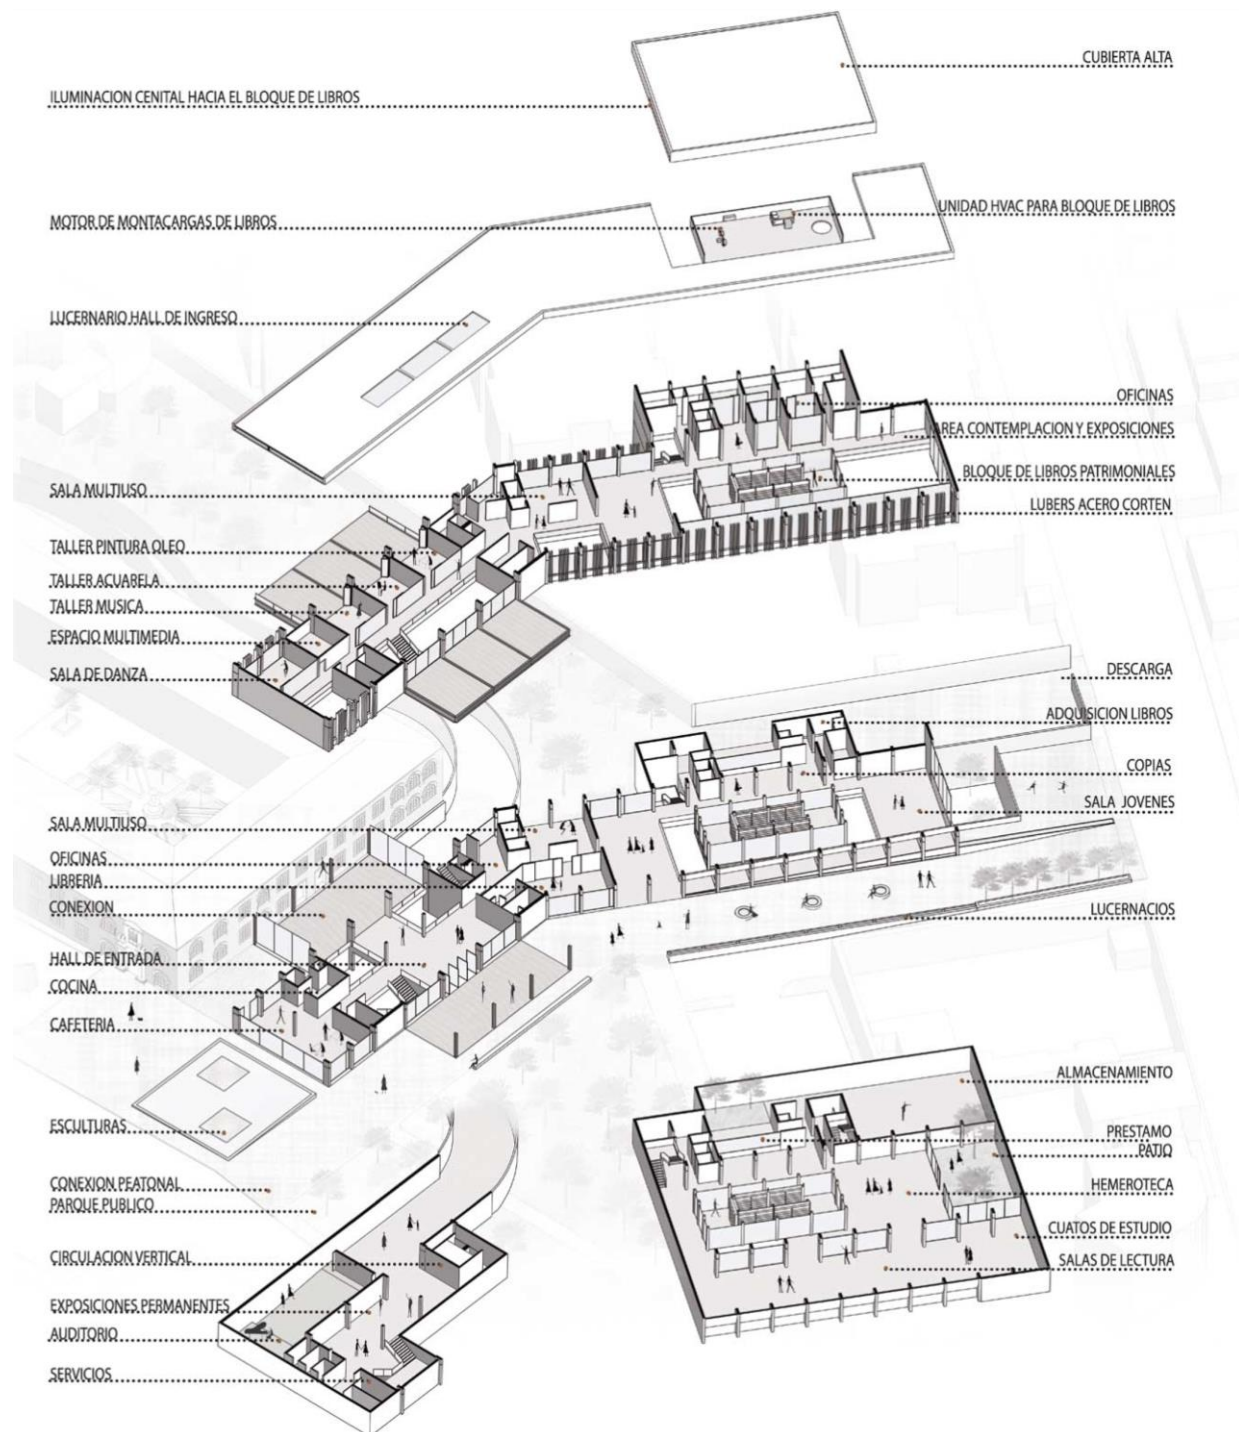 CUBIERTA ALTA
ILUMINACION CENITAL HACIA EL BLOQUE DE LIBROS
UNIDAD HVAC PARA BLOQUE DE LIBROS
MOTOR DE MONTACARGAS DE LIBROS
LUCERNARIO HALL DE INGRESO
OFICINAS
AREA CONTEMPLACION Y EXPOSICIONES
BLOQUE DE LIBROS PATRIMONIALES
SALA MULTIUSO
LUBERS ACERO CORTEN
TALLER PINTURA OLEO
TALLER ACUARELA
TALLER MUSICA
ESPACIO MULTIMEDIA
SALA DE DANZA
DESCARGA
ADQUISICION LIBROS
COPIAS
SALA JOVENES
SALA MULTIUSO
OFICINAS
LIBRERIA
CONEXION
LUCERNACIOS
HALL DE ENTRADA
COCINA
CAFETERIA
ALMACENAMIENTO
ESCULTURAS
PRESTAMO
PATIO
CONEXION PEATONAL
HEMEROTECA
PARQUE PUBLICO
CUATOS DE ESTUDIO
CIRCULACION VERTICAL
SALAS DE LECTURA
EXPOSICIONES PERMANENTES
AUDITORIO
SERVICIOS